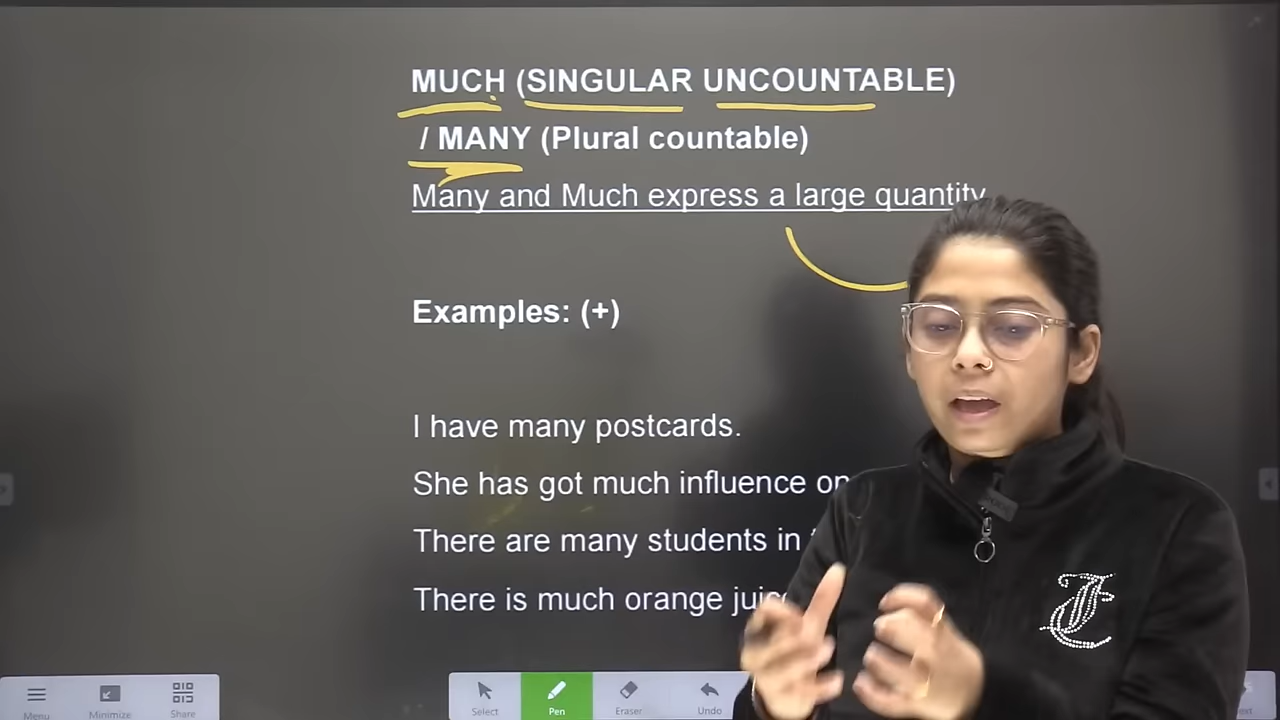 MUCH (SINGULAR UNCOUNTABLE)
/ MANY (Plural countable)
Many and Much express a large quantity
Examples: (+)
I have many postcards.
She has got much influence on
There are many students in
There is much orange juice
Menu
Minimize
Share
Select
Pen
Eraser
Undo